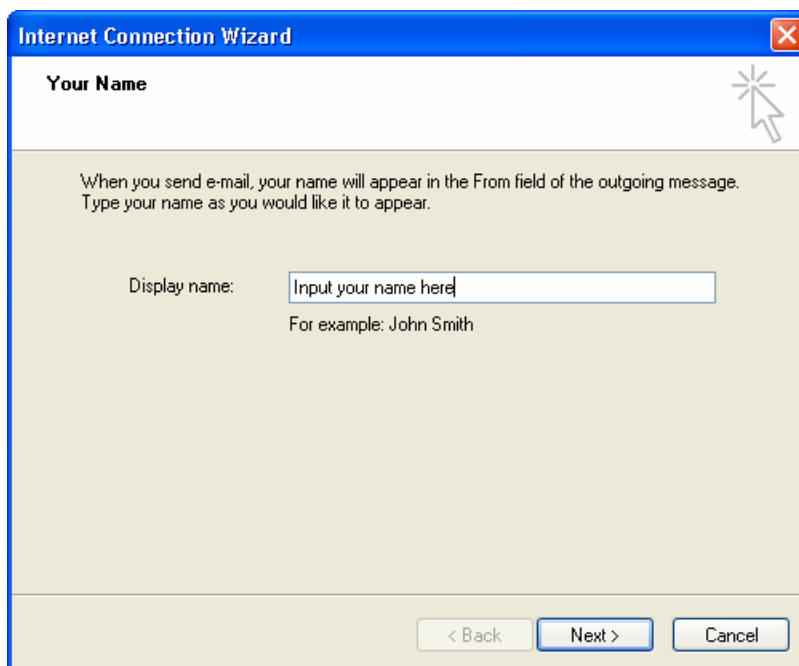 Internet Connection Wizard
Your Name
When you send e-mail, your name will appear in the From field of the outgoing message.
Type your name as you would like it to appear.
Display name: Input your name here
For example: John Smith
< Back Next > Cancel